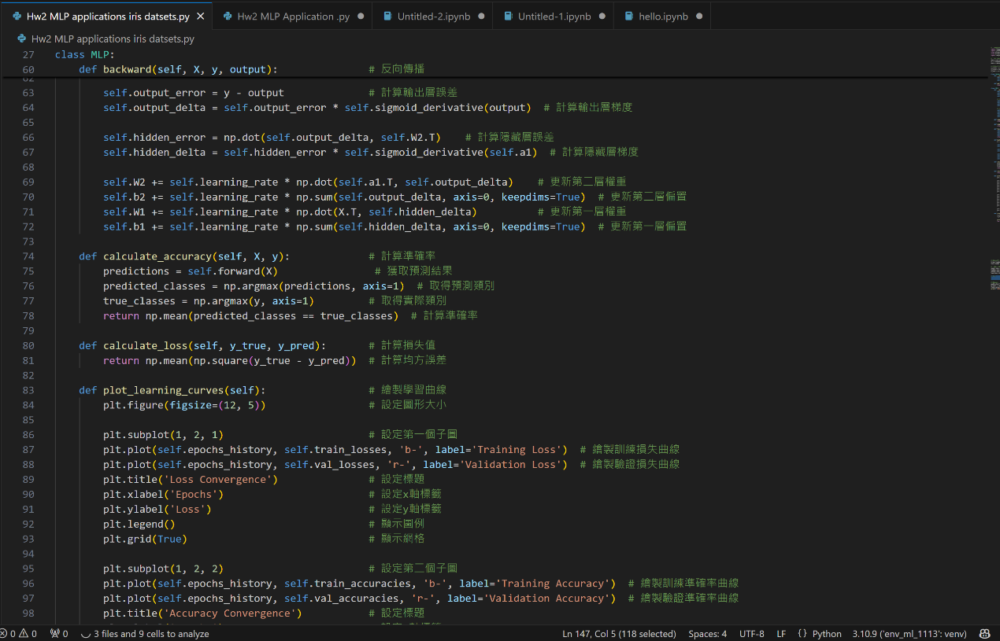 Hw2 MLP applications iris datsets.py
Hw2 MLP Application .py
Untitled-2.ipynb
Untitled-1.ipynb
hello.ipynb
Hw2 MLP applications iris datsets.py
27 class MLP:
60 def backward(self, X, y, output): # 反向傳播
62
63 self.output_error = y - output # 計算輸出層誤差
64 self.output_delta = self.output_error * self.sigmoid_derivative(output) # 計算輸出層梯度
65
66 self.hidden_error = np.dot(self.output_delta, self.W2.T) # 計算隱藏層誤差
67 self.hidden_delta = self.hidden_error * self.sigmoid_derivative(self.a1) # 計算隱藏層梯度
68
69 self.W2 += self.learning_rate * np.dot(self.a1.T, self.output_delta) # 更新第二層權重
70 self.b2 += self.learning_rate * np.sum(self.output_delta, axis=0, keepdims=True) # 更新第二層偏置
71 self.W1 += self.learning_rate * np.dot(X.T, self.hidden_delta) # 更新第一層權重
72 self.b1 += self.learning_rate * np.sum(self.hidden_delta, axis=0, keepdims=True) # 更新第一層偏置
73
74 def calculate_accuracy(self, X, y): # 計算準確率
75 predictions = self.forward(X) # 獲取預測結果
76 predicted_classes = np.argmax(predictions, axis=1) # 取得預測類別
77 true_classes = np.argmax(y, axis=1) # 取得實際類別
78 return np.mean(predicted_classes == true_classes) # 計算準確率
79
80 def calculate_loss(self, y_true, y_pred): # 計算損失值
81 return np.mean(np.square(y_true - y_pred)) # 計算均方誤差
82
83 def plot_learning_curves(self): # 繪製學習曲線
84 plt.figure(figsize=(12, 5)) # 設定圖形大小
85
86 plt.subplot(1, 2, 1) # 設定第一個子圖
87 plt.plot(self.epochs_history, self.train_losses, 'b-', label='Training Loss') # 繪製訓練損失曲線
88 plt.plot(self.epochs_history, self.val_losses, 'r-', label='Validation Loss') # 繪製驗證損失曲線
89 plt.title('Loss Convergence') # 設定標題
90 plt.xlabel('Epochs') # 設定x軸標籤
91 plt.ylabel('Loss') # 設定y軸標籤
92 plt.legend() # 顯示圖例
93 plt.grid(True) # 顯示網格
94
95 plt.subplot(1, 2, 2) # 設定第二個子圖
96 plt.plot(self.epochs_history, self.train_accuracies, 'b-', label='Training Accuracy') # 繪製訓練準確率曲線
97 plt.plot(self.epochs_history, self.val_accuracies, 'r-', label='Validation Accuracy') # 繪製驗證準確率曲線
98 plt.title('Accuracy Convergence') # 設定標題
0 0 0 3 files and 9 cells to analyze Ln 147, Col 5 (118 selected) Spaces: 4 UTF-8 LF {} Python 3.10.9 ('env_ml_1113': venv)